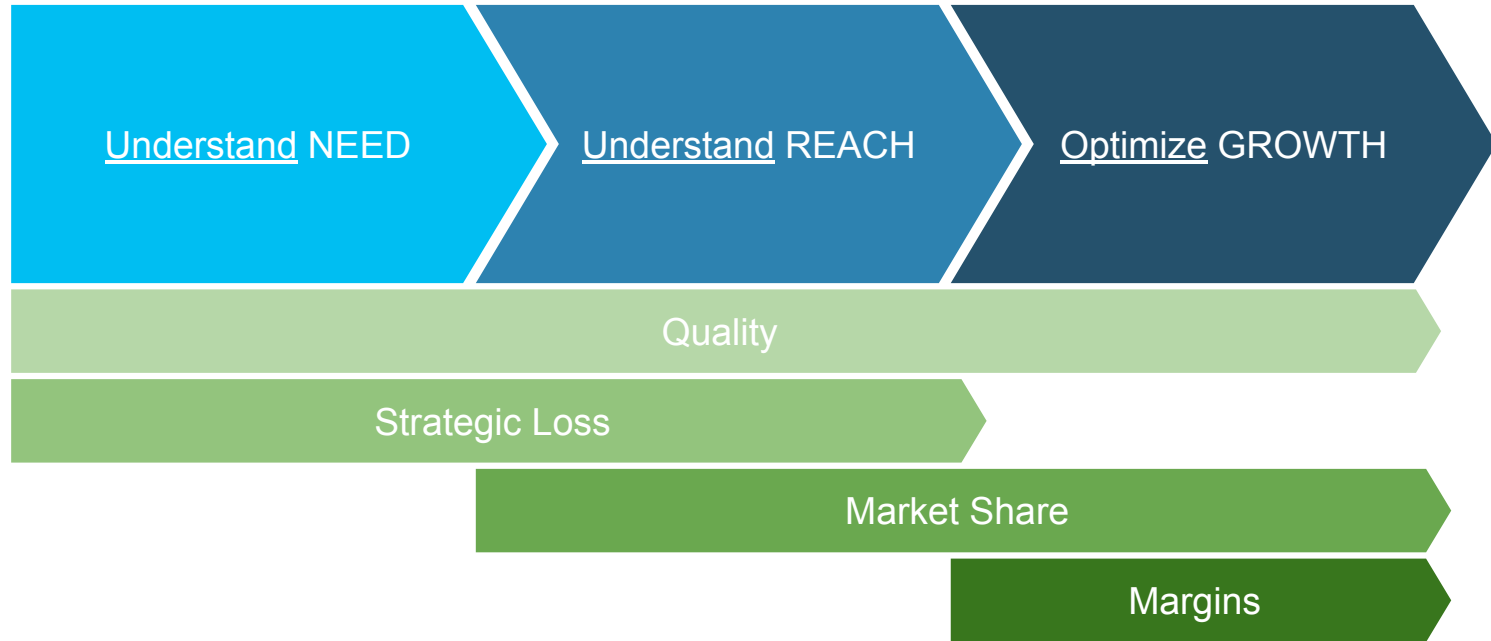 Understand NEED
Understand REACH
Optimize GROWTH
Quality
Strategic Loss
Market Share
Margins